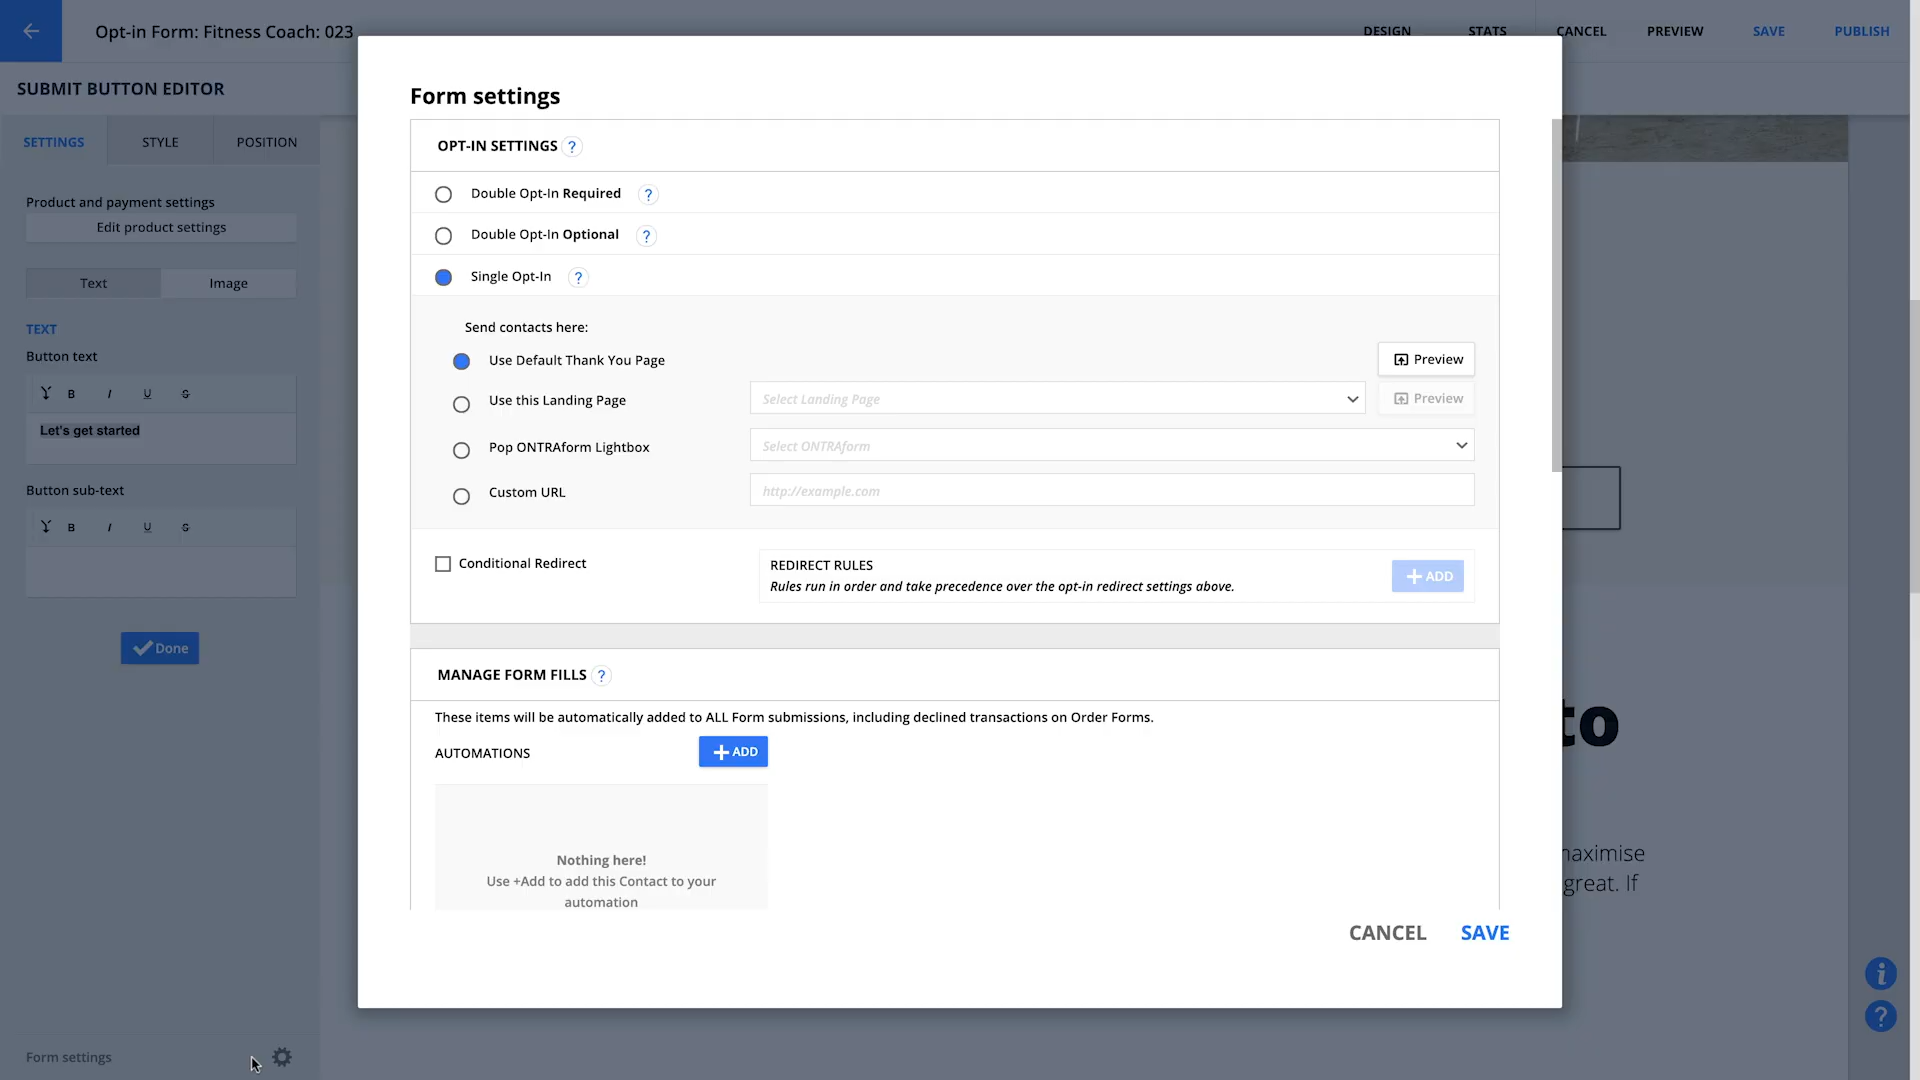 Opt-in Form: Fitness Coach: 023
DESIGN
STATS
CANCEL
PREVIEW
SAVE
PUBLISH
SUBMIT BUTTON EDITOR
SETTINGS
STYLE
POSITION
Product and payment settings
Edit product settings
Text
Image
TEXT
Button text
B I U S
Let's get started
Button sub-text
B I U S
Done
Form settings
Form settings
OPT-IN SETTINGS ?
Double Opt-In Required ?
Double Opt-In Optional ?
Single Opt-In ?
Send contacts here:
Use Default Thank You Page
Preview
Use this Landing Page
Select Landing Page
Preview
Pop ONTRAform Lightbox
Select ONTRAform
Custom URL
http://example.com
Conditional Redirect
REDIRECT RULES
Rules run in order and take precedence over the opt-in redirect settings above.
+ ADD
MANAGE FORM FILLS ?
These items will be automatically added to ALL Form submissions, including declined transactions on Order Forms.
AUTOMATIONS
+ ADD
Nothing here!
Use +Add to add this Contact to your
automation
CANCEL
SAVE
to
maximise
great. If
i
?